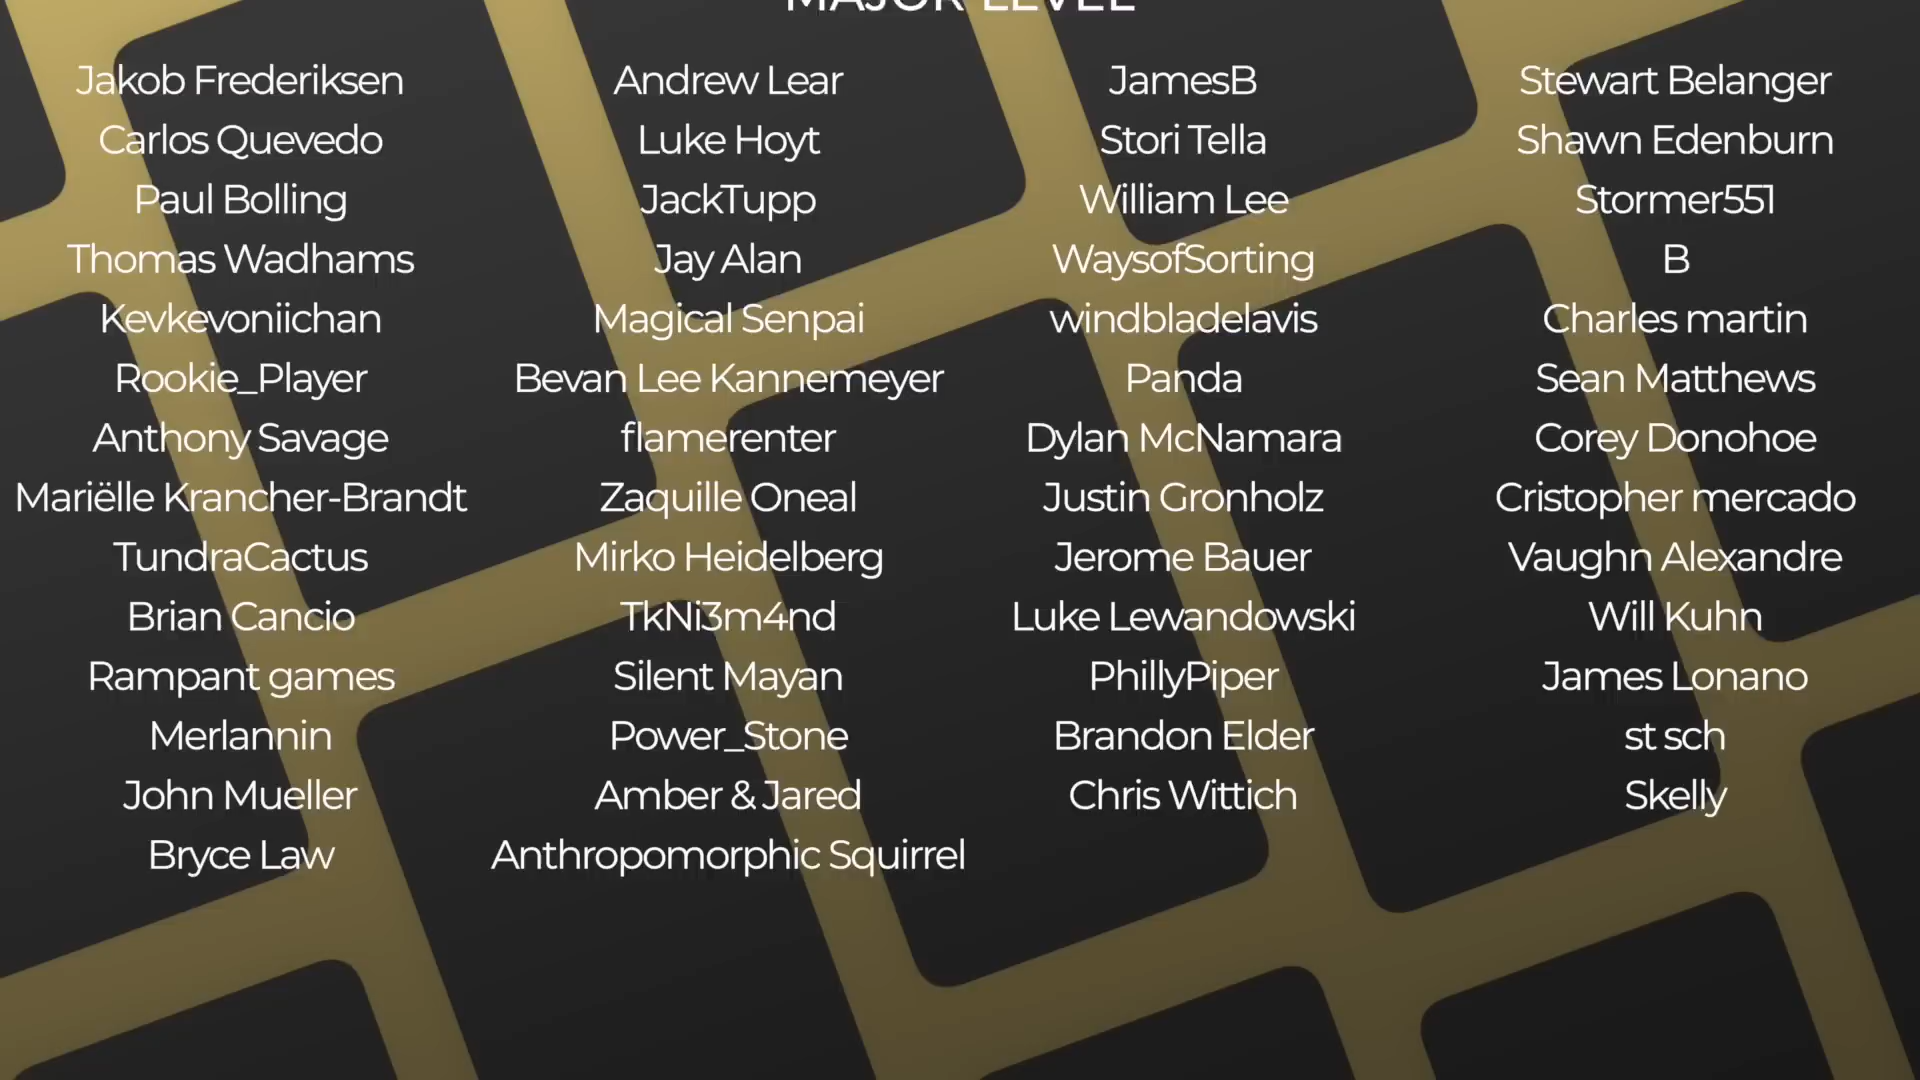 MAJOR LEVEL
Jakob Frederiksen
Carlos Quevedo
Paul Bolling
Thomas Wadhams
Kevkevoniichan
Rookie_Player
Anthony Savage
Mariëlle Krancher-Brandt
TundraCactus
Brian Cancio
Rampant games
Merlannin
John Mueller
Bryce Law
Andrew Lear
Luke Hoyt
JackTupp
Jay Alan
Magical Senpai
Bevan Lee Kannemeyer
flamerenter
Zaquille Oneal
Mirko Heidelberg
TkNi3m4nd
Silent Mayan
Power_Stone
Amber & Jared
Anthropomorphic Squirrel
JamesB
Stori Tella
William Lee
WaysofSorting
windbladelavis
Panda
Dylan McNamara
Justin Gronholz
Jerome Bauer
Luke Lewandowski
PhillyPiper
Brandon Elder
Chris Wittich
Stewart Belanger
Shawn Edenburn
Stormer551
B
Charles martin
Sean Matthews
Corey Donohoe
Cristopher mercado
Vaughn Alexandre
Will Kuhn
James Lonano
st sch
Skelly